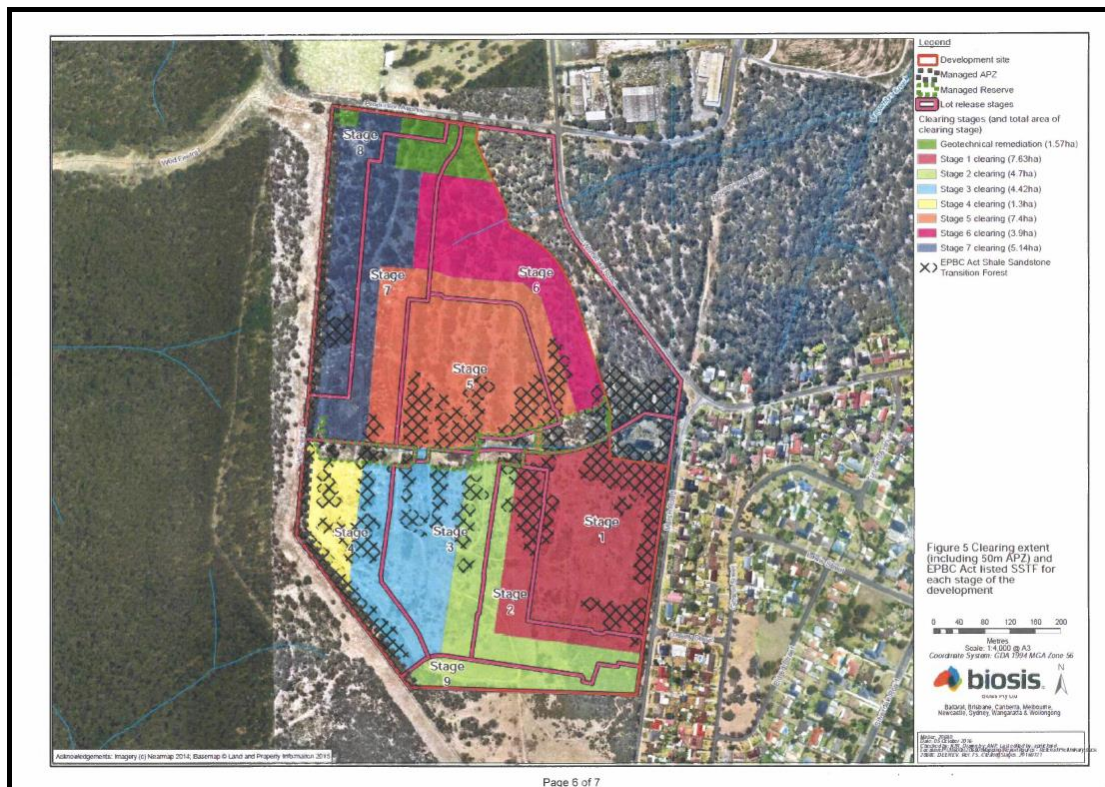 Legend
Development site
Managed APZ
Managed Reserve
Lot release stages
Clearing stages (and total area of
clearing stage)
Geotechnical remediation (1.57ha)
Stage 1 clearing (7.63ha)
Stage 2 clearing (4.7ha)
Stage 3 clearing (4.42ha)
Stage 4 clearing (1.3ha)
Stage 5 clearing (7.4ha)
Stage 6 clearing (3.9ha)
Stage 7 clearing (5.14ha)
EPBC Act Shale Sandstone
Transition Forest
Stage
8
Stage
7
Stage
6
Stage
5
Stage
4
Stage
3
Stage
2
Stage
1
Stage
9
Figure 5 Clearing extent
(including 50m APZ) and
EPBC Act listed SSTF for
each stage of the
development
0 40 80 120 160 200
Metres
Scale: 1:4,000 @ A3
Coordinate System: GDA 1994 MGA Zone 56
biosis
Biosis Pty Ltd
N
Ballarat, Brisbane, Canberra, Melbourne,
Newcastle, Sydney, Wangaratta & Wollongong
Acknowledgements: Imagery (c) Nearmap 2014; Basemap © Land and Property Information 2015
Page 6 of 7